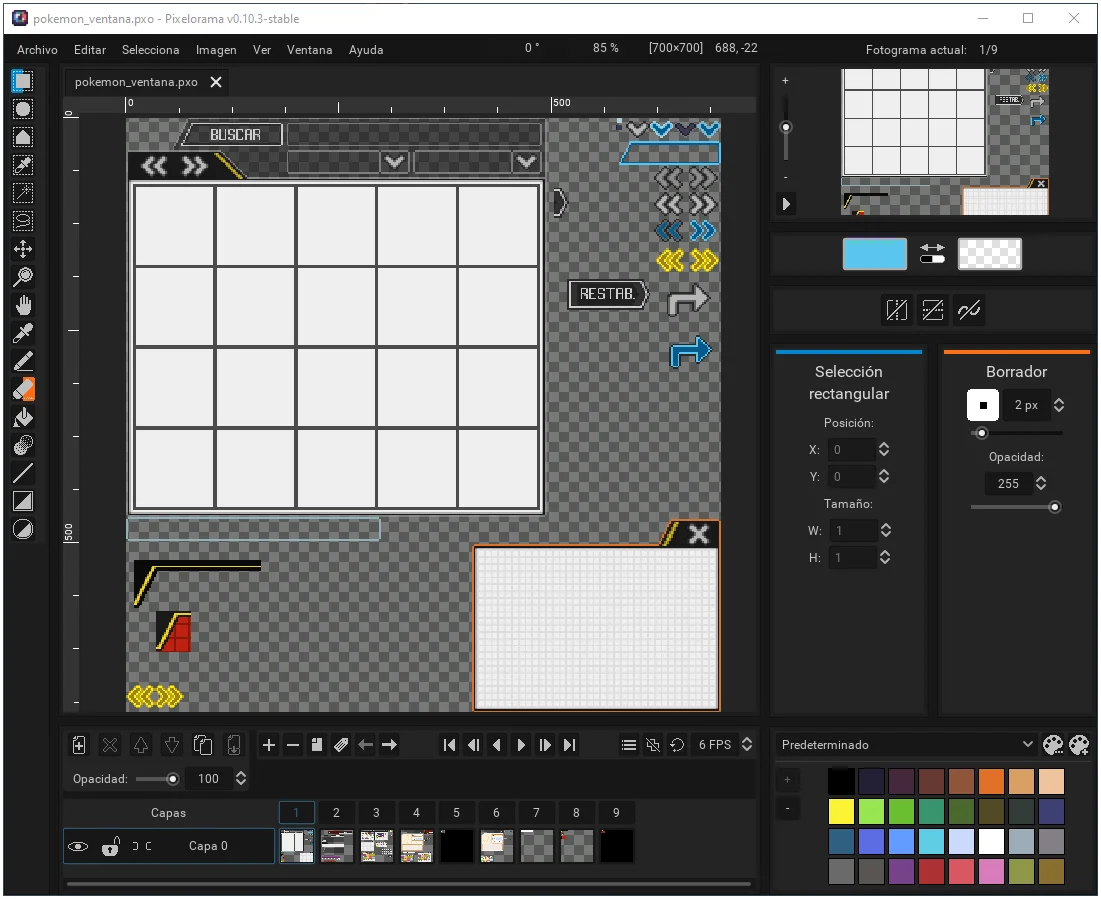 pokemon_ventana.pxo - Pixelorama v0.10.3-stable
Archivo Editar Selecciona Imagen Ver Ventana Ayuda 0 ° 85 % [700×700] 688,-22 Fotograma actual: 1/9
pokemon_ventana.pxo
0 500
0
500
BUSCAR
RESTAB.
RESTAB.
+
-
Selección
rectangular
Posición:
X: 0
Y: 0
Tamaño:
W: 1
H: 1
Borrador
2 px
Opacidad:
255
6 FPS
Opacidad: 100
Capas 1 2 3 4 5 6 7 8 9
Capa 0
Predeterminado
+
-